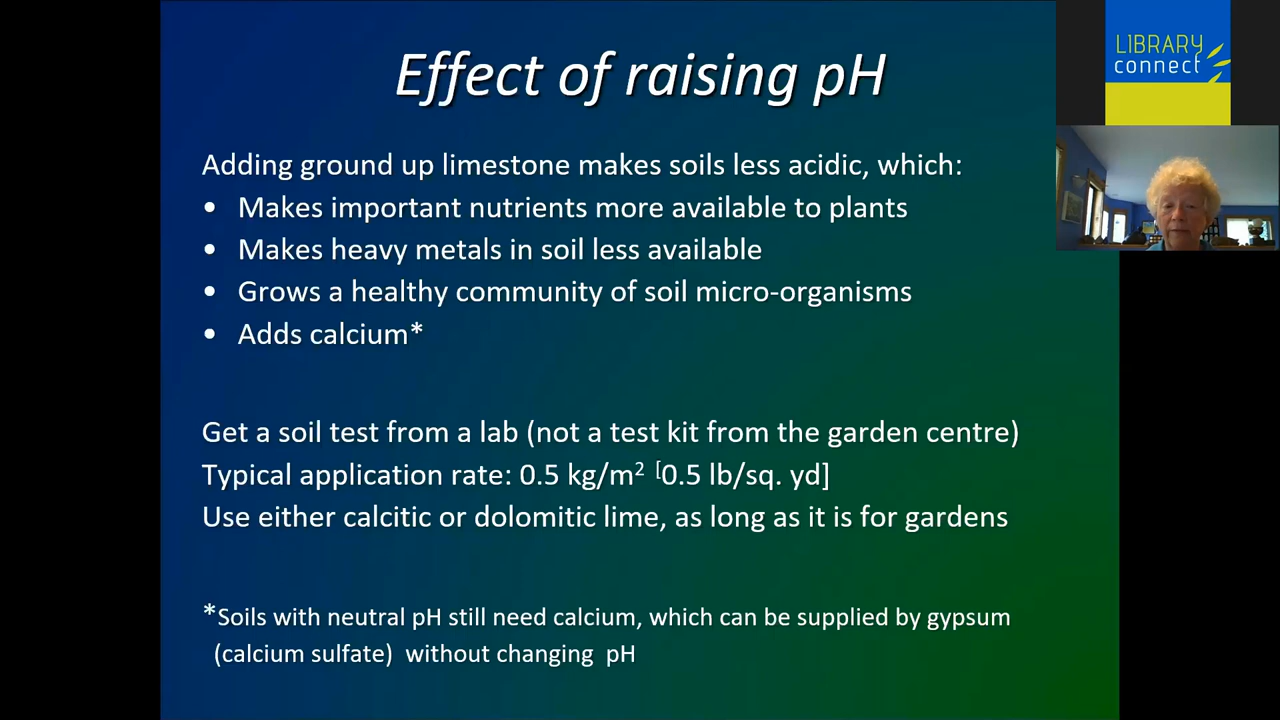 Effect of raising pH
LIBRARY
connect
Adding ground up limestone makes soils less acidic, which:
• Makes important nutrients more available to plants
• Makes heavy metals in soil less available
• Grows a healthy community of soil micro-organisms
• Adds calcium*
Get a soil test from a lab (not a test kit from the garden centre)
Typical application rate: 0.5 kg/m² [0.5 lb/sq. yd]
Use either calcitic or dolomitic lime, as long as it is for gardens
*Soils with neutral pH still need calcium, which can be supplied by gypsum
(calcium sulfate) without changing pH